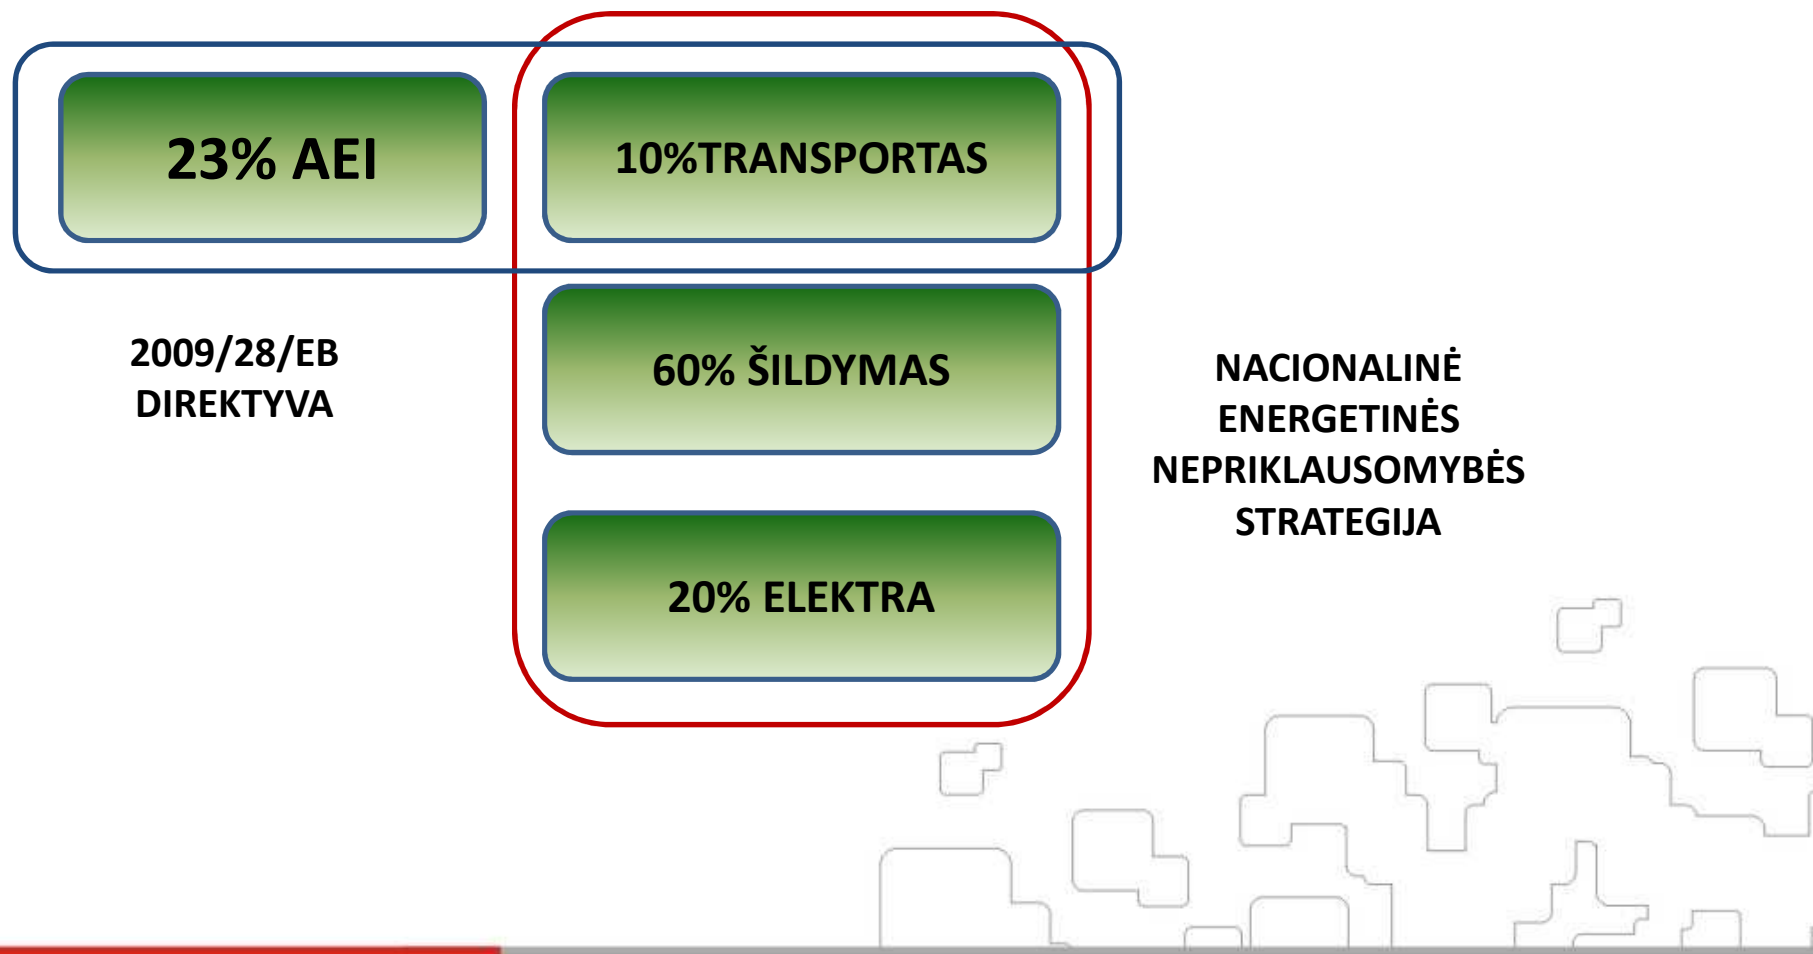 23% AEI
10%TRANSPORTAS
2009/28/EB
DIREKTYVA
60% ŠILDYMAS
NACIONALINĖ
ENERGETINĖS
NEPRIKLAUSOMYBĖS
STRATEGIJA
20% ELEKTRA